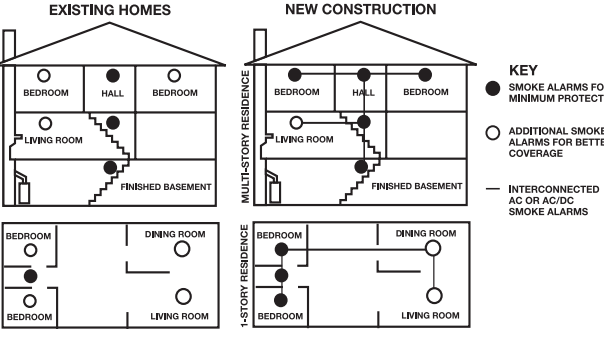 EXISTING HOMES
NEW CONSTRUCTION
BEDROOM
HALL
BEDROOM
LIVING ROOM
FINISHED BASEMENT
MULTI-STORY RESIDENCE
BEDROOM
HALL
BEDROOM
LIVING ROOM
FINISHED BASEMENT
KEY
SMOKE ALARMS FO
MINIMUM PROTECT
ADDITIONAL SMOKE
ALARMS FOR BETTE
COVERAGE
INTERCONNECTED
AC OR AC/DC
SMOKE ALARMS
BEDROOM
DINING ROOM
BEDROOM
LIVING ROOM
1-STORY RESIDENCE
BEDROOM
DINING ROOM
BEDROOM
LIVING ROOM